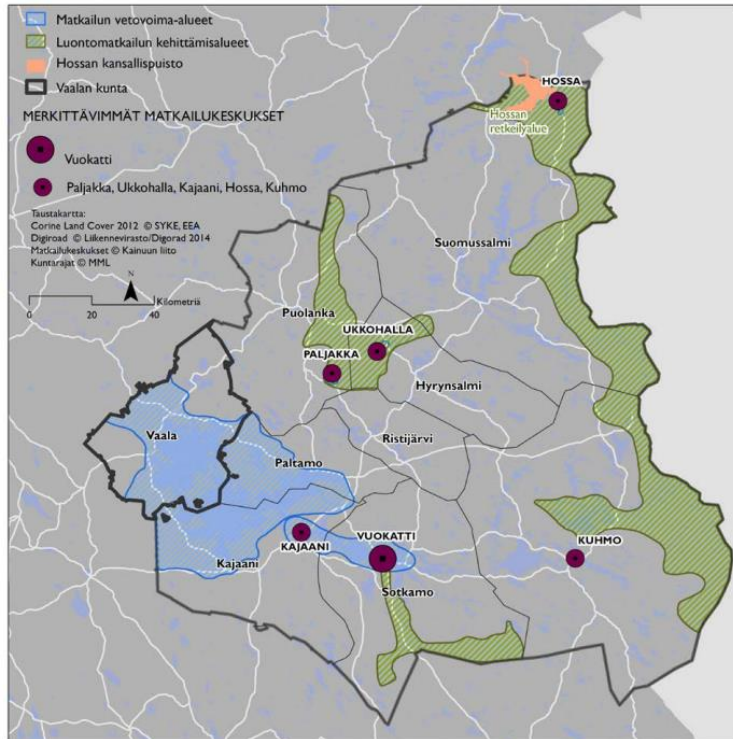 Matkailun vetovoima-alueet
Luontomatkailun kehittämisalueet
Hossan kansallispuisto
Vaalan kunta
MERKITTÄVIMMÄT MATKAILUKESKUKSET
Vuokatti
Paljakka, Ukkohalla, Kajaani, Hossa, Kuhmo
Taustakartta:
Corine Land Cover 2012 © SYKE, EEA
Digiroad © Liikennevirasto/Digorad 2014
Matkailukeskukset © Kainuun liito
Kuntarajat © MML
N
Kilometriä
0 20 40
HOSSA
Hossan
retkeilyalue
Suomussalmi
Puolanka
UKKOHALLA
PALJAKKA
Hyrynsalmi
Vaala
Ristijärvi
Paltamo
KAJAANI
VUOKATTI
KUHMO
Kajaani
Sotkamo